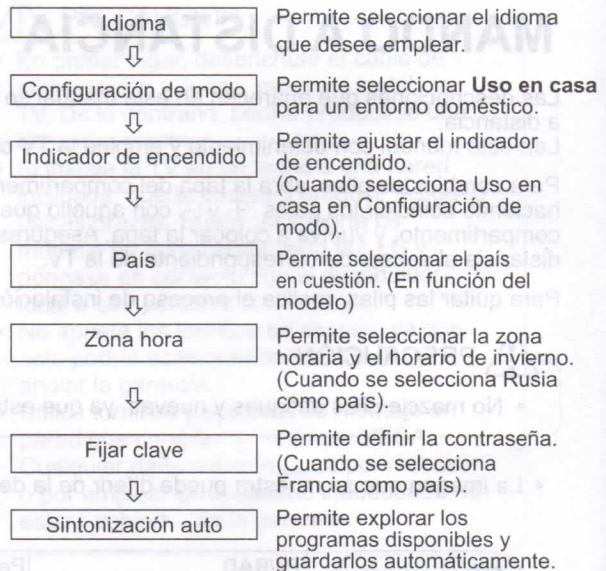 Idioma
Permite seleccionar el idioma
que desee emplear.
Configuración de modo
Permite seleccionar Uso en casa
para un entorno doméstico.
Indicador de encendido
Permite ajustar el indicador
de encendido.
(Cuando se selecciona Uso en
casa en Configuración de
modo).
País
Permite seleccionar el país
en cuestión. (En función del
modelo)
Zona hora
Permite seleccionar la zona
horaria y el horario de invierno.
(Cuando se selecciona Rusia
como país).
Fijar clave
Permite definir la contraseña.
(Cuando se selecciona
Francia como país).
Sintonización auto
Permite explorar los
programas disponibles y
guardarlos automáticamente.